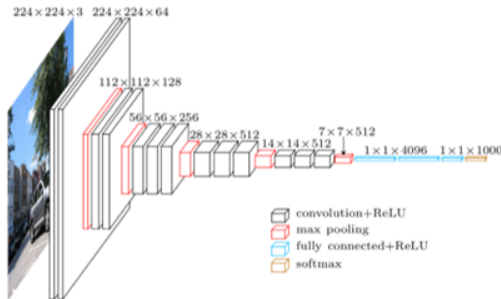 224×224×3
224×224×64
112×112×128
56×56×256
28×28×512
14×14×512
7×7×512
1×1×4096
1×1×1000
convolution+ReLU
max pooling
fully connected+ReLU
softmax